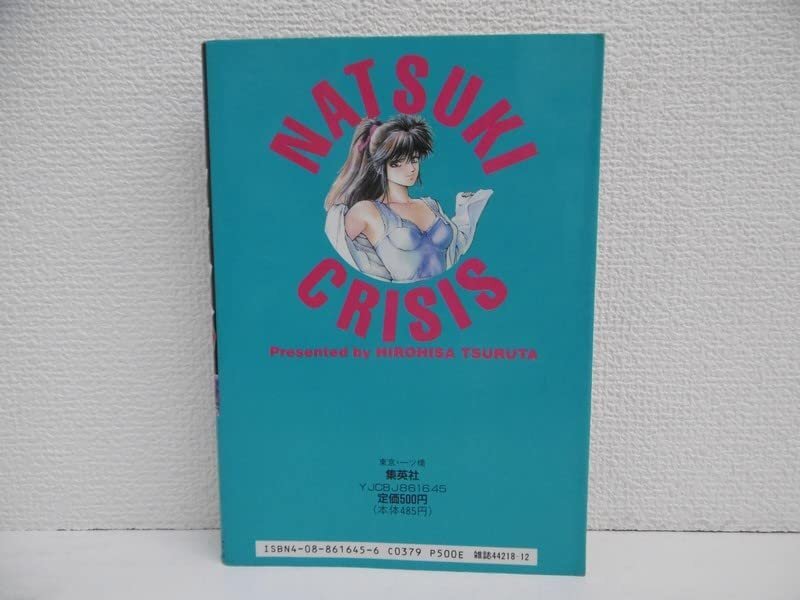 NATSUKI
CRISIS
Presented by HIROHISA TSURUTA
東京・一ツ橋
集英社
YJCBJ861645
定価500円
(本体485円)
ISBN4-08-861645-6 C0379 P500E 雑誌44218-12